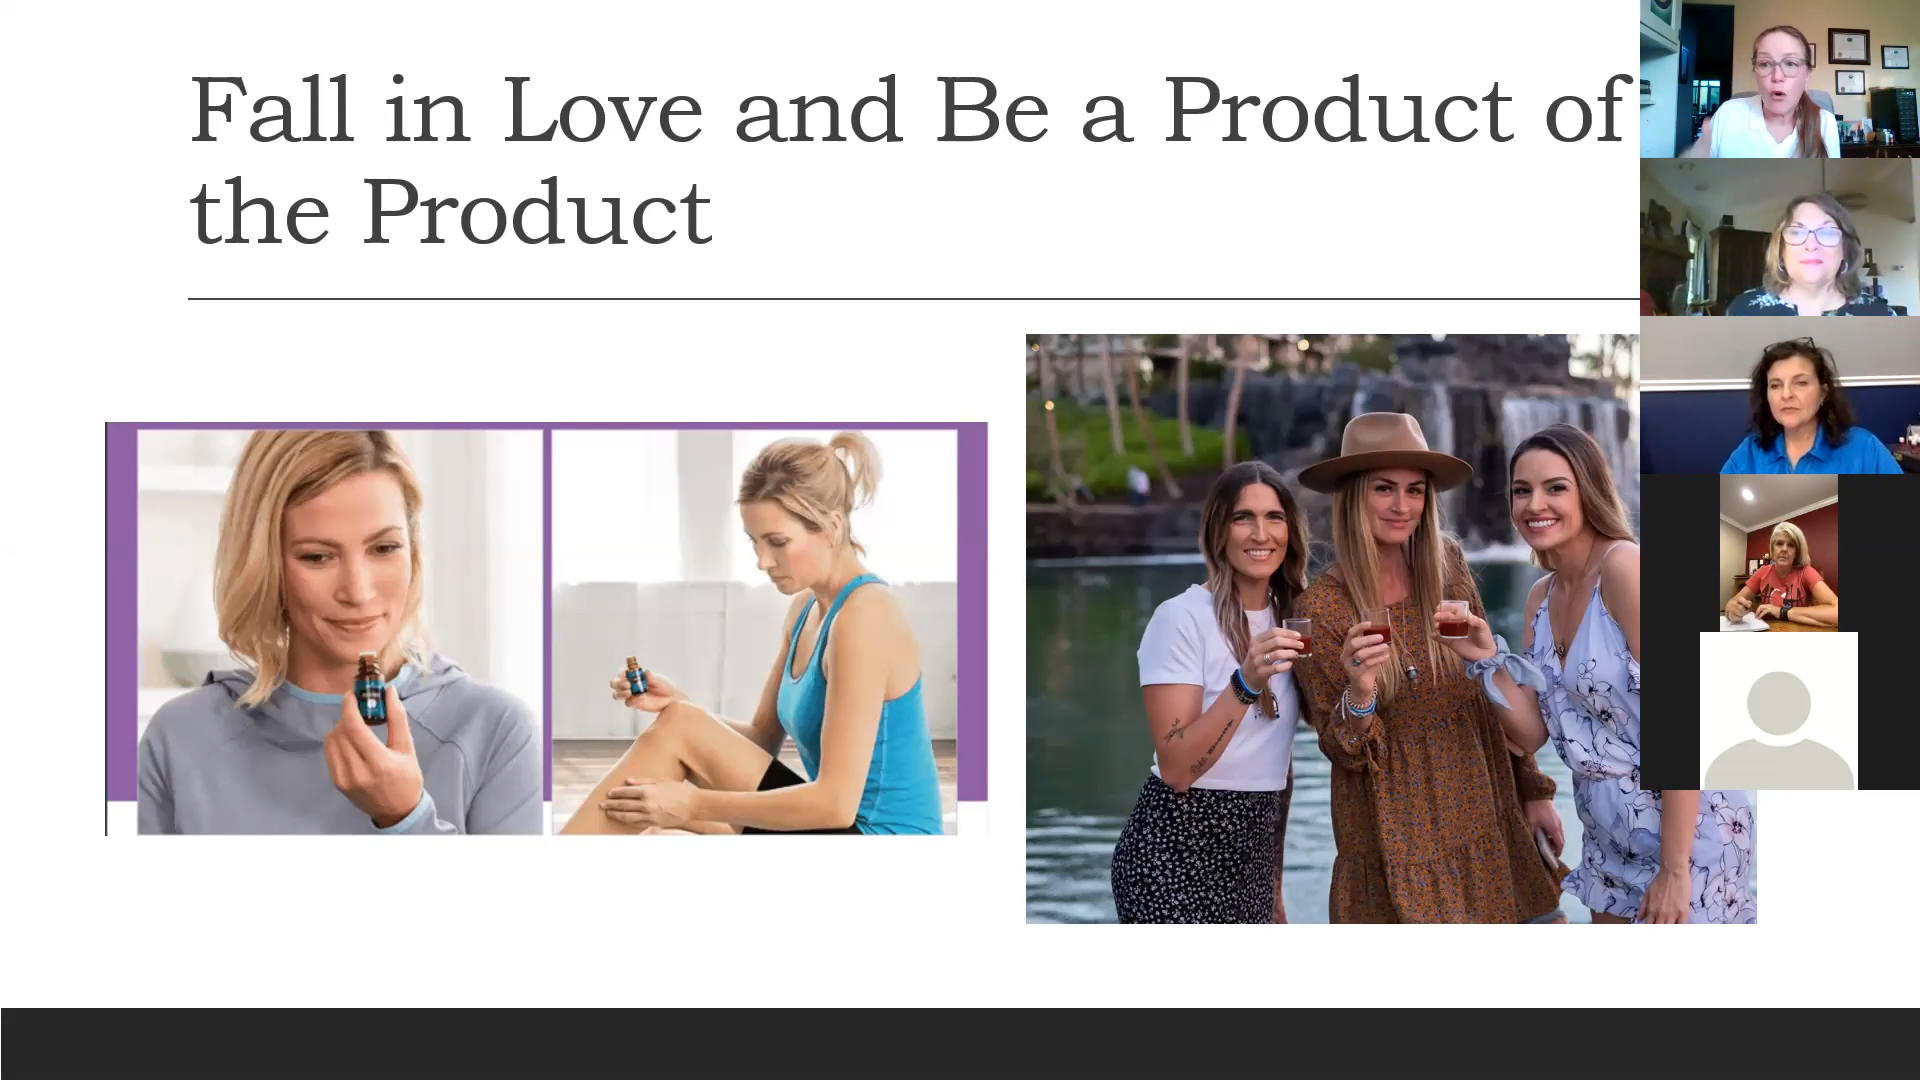 Fall in Love and Be a Product of
the Product